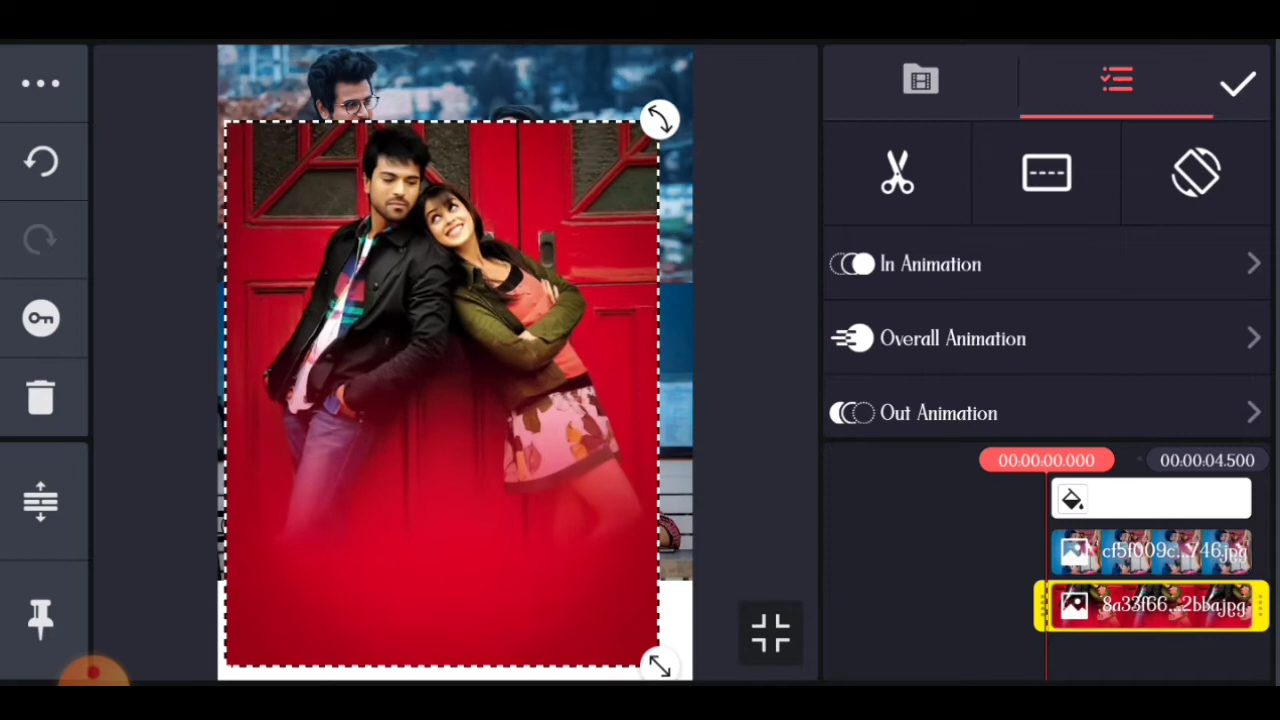 In Animation
Overall Animation
Out Animation
00:00:00.000
00:00:04.500
cf5f009c...746.jpg
8a33f66...2bba.jpg